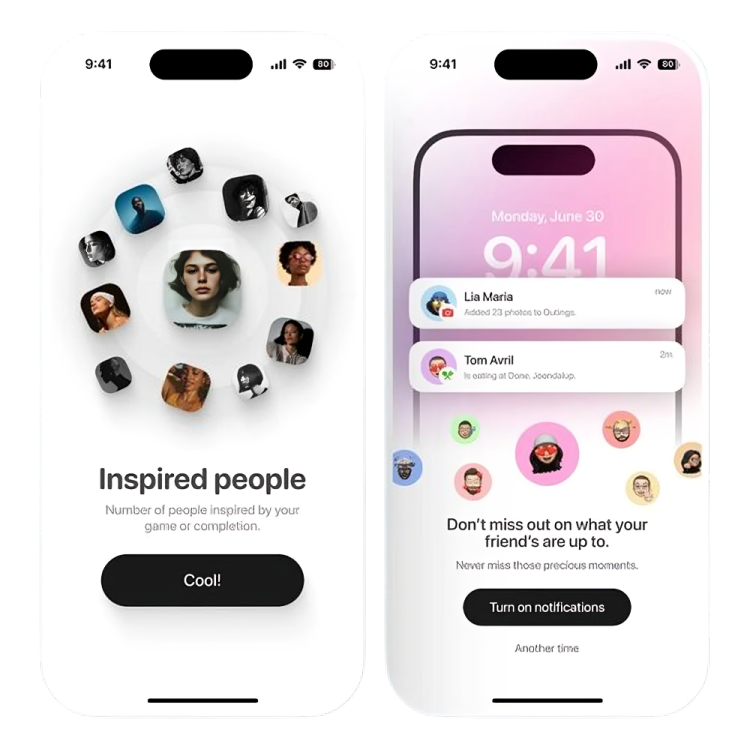 9:41
80
Inspired people
Number of people inspired by your
game or completion.
Cool!
9:41
80
Monday, June 30
9:41
Lia Maria
now
Added 23 photos to Outings.
Tom Avril
2m
Is eating at Done, Joondalup.
Don't miss out on what your
friend's are up to.
Never miss those precious moments.
Turn on notifications
Another time